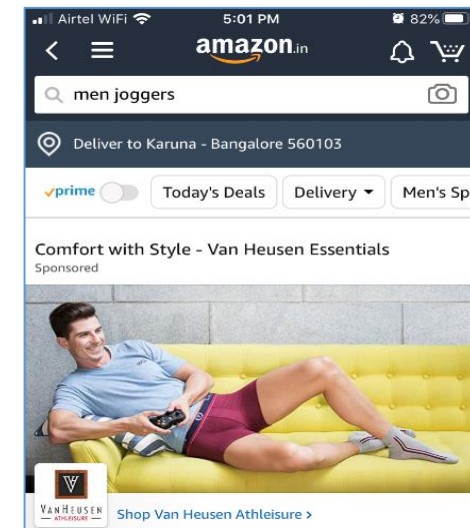 Airtel WiFi 5:01 PM 82%
amazon.in
men joggers
Deliver to Karuna - Bangalore 560103
prime Today's Deals Delivery Men's Sp
Comfort with Style - Van Heusen Essentials
Sponsored
VAN HEUSEN
ATHLEISURE
Shop Van Heusen Athleisure >